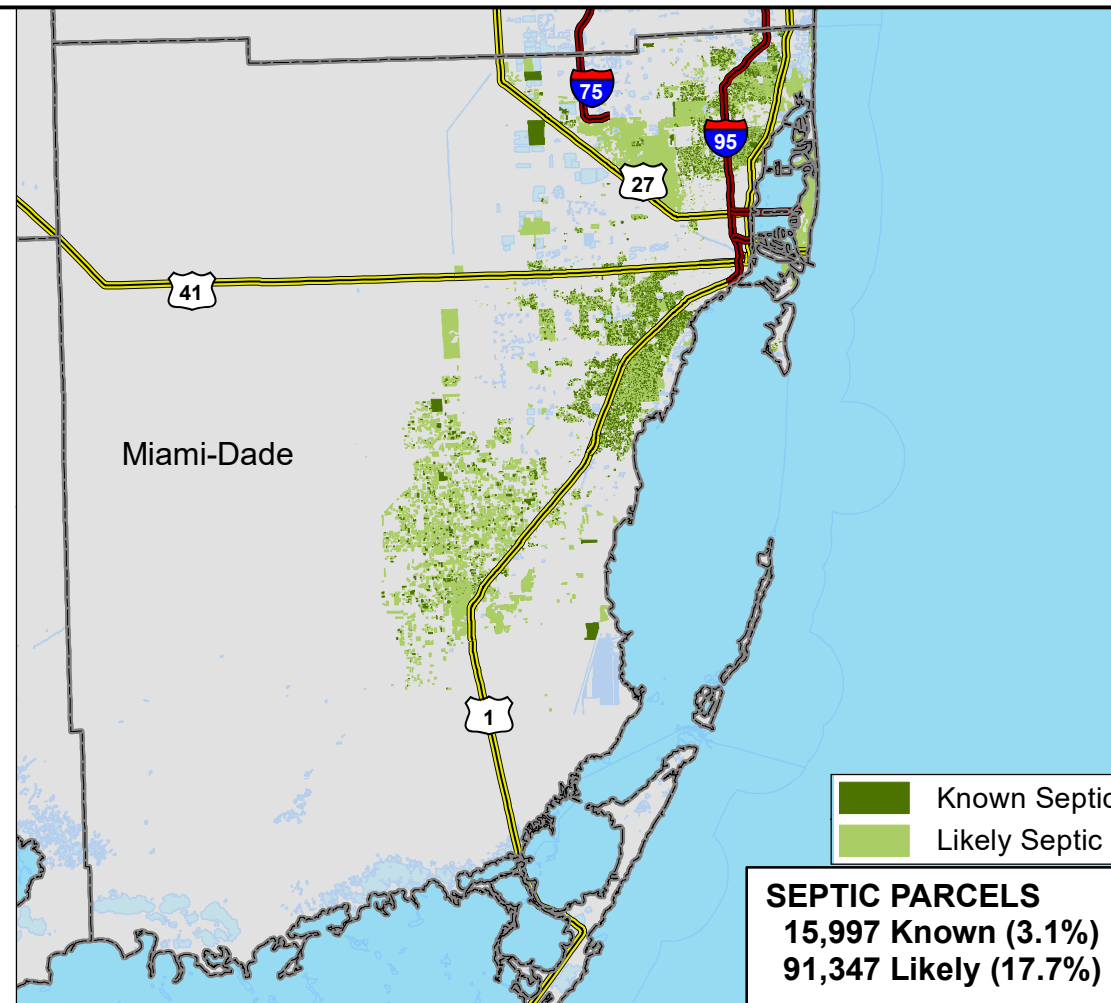 75
95
27
41
Miami-Dade
1
Known Septic
Likely Septic
SEPTIC PARCELS
15,997 Known (3.1%)
91,347 Likely (17.7%)